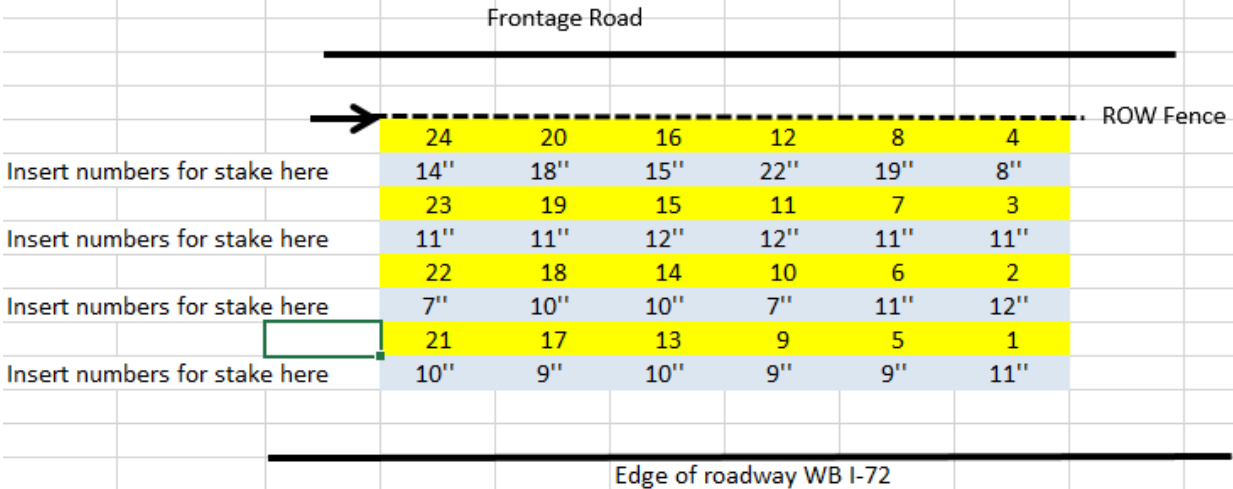 Frontage Road
ROW Fence
24 20 16 12 8 4
Insert numbers for stake here 14'' 18'' 15'' 22'' 19'' 8''
23 19 15 11 7 3
Insert numbers for stake here 11'' 11'' 12'' 12'' 11'' 11''
22 18 14 10 6 2
Insert numbers for stake here 7'' 10'' 10'' 7'' 11'' 12''
21 17 13 9 5 1
Insert numbers for stake here 10'' 9'' 10'' 9'' 9'' 11''
Edge of roadway WB I-72